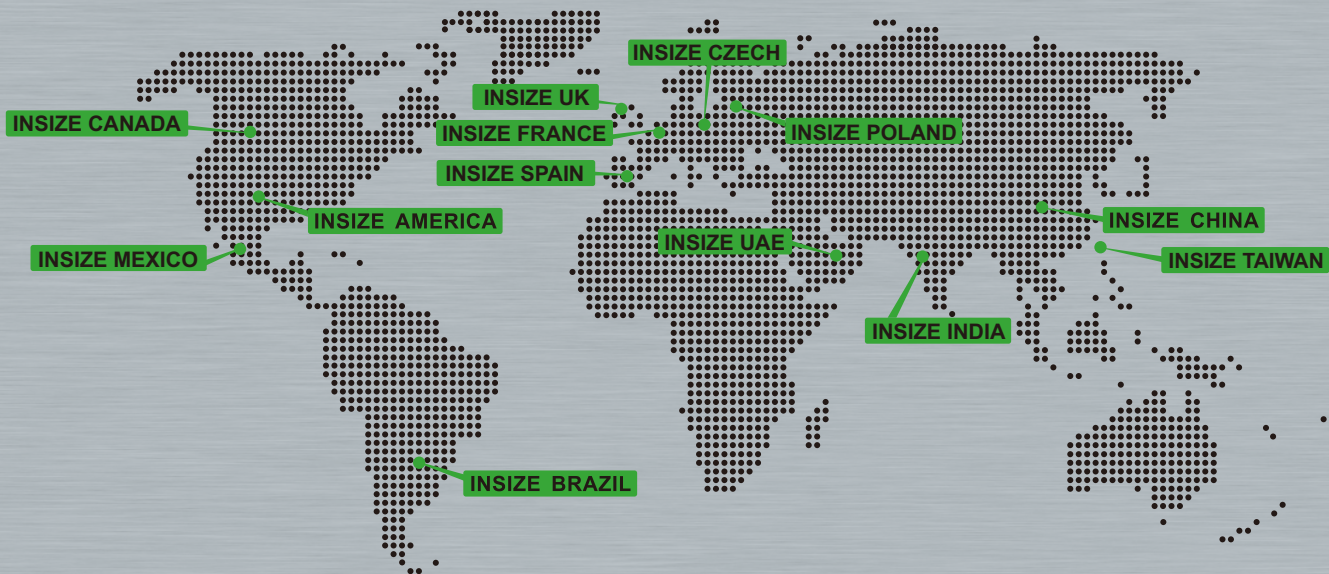 INSIZE CZECH
INSIZE UK
INSIZE CANADA
INSIZE FRANCE
INSIZE POLAND
INSIZE SPAIN
INSIZE AMERICA
INSIZE CHINA
INSIZE UAE
INSIZE MEXICO
INSIZE TAIWAN
INSIZE INDIA
INSIZE BRAZIL